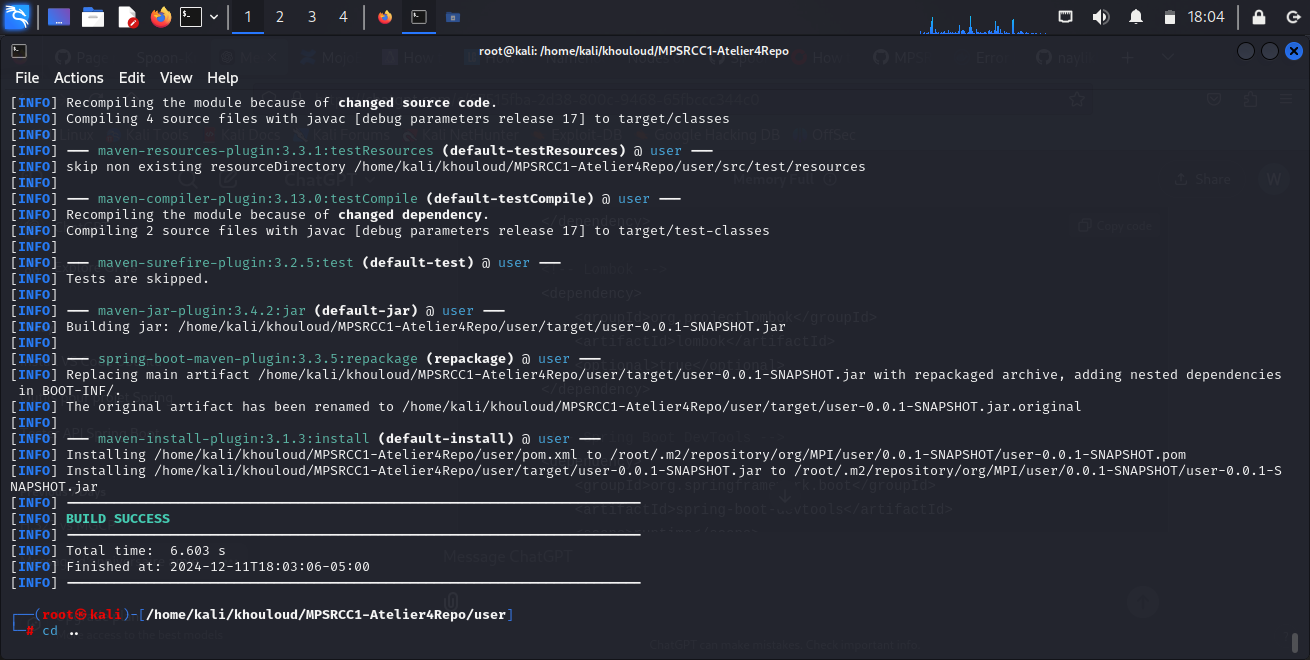 1 2 3 4 18:04
root@kali: /home/kali/khouloud/MPSRCC1-Atelier4Repo
File Actions Edit View Help
[INFO] Recompiling the module because of changed source code.
[INFO] Compiling 4 source files with javac [debug parameters release 17] to target/classes
[INFO]
[INFO] --- maven-resources-plugin:3.3.1:testResources (default-testResources) @ user ---
[INFO] skip non existing resourceDirectory /home/kali/khouloud/MPSRCC1-Atelier4Repo/user/src/test/resources
[INFO]
[INFO] --- maven-compiler-plugin:3.13.0:testCompile (default-testCompile) @ user ---
[INFO] Recompiling the module because of changed dependency.
[INFO] Compiling 2 source files with javac [debug parameters release 17] to target/test-classes
[INFO]
[INFO] --- maven-surefire-plugin:3.2.5:test (default-test) @ user ---
[INFO] Tests are skipped.
[INFO]
[INFO] --- maven-jar-plugin:3.4.2:jar (default-jar) @ user ---
[INFO] Building jar: /home/kali/khouloud/MPSRCC1-Atelier4Repo/user/target/user-0.0.1-SNAPSHOT.jar
[INFO]
[INFO] --- spring-boot-maven-plugin:3.3.5:repackage (repackage) @ user ---
[INFO] Replacing main artifact /home/kali/khouloud/MPSRCC1-Atelier4Repo/user/target/user-0.0.1-SNAPSHOT.jar with repackaged archive, adding nested dependencies
in BOOT-INF/.
[INFO] The original artifact has been renamed to /home/kali/khouloud/MPSRCC1-Atelier4Repo/user/target/user-0.0.1-SNAPSHOT.jar.original
[INFO]
[INFO] --- maven-install-plugin:3.1.3:install (default-install) @ user ---
[INFO] Installing /home/kali/khouloud/MPSRCC1-Atelier4Repo/user/pom.xml to /root/.m2/repository/org/MPI/user/0.0.1-SNAPSHOT/user-0.0.1-SNAPSHOT.pom
[INFO] Installing /home/kali/khouloud/MPSRCC1-Atelier4Repo/user/target/user-0.0.1-SNAPSHOT.jar to /root/.m2/repository/org/MPI/user/0.0.1-SNAPSHOT/user-0.0.1-S
NAPSHOT.jar
[INFO] ------------------------------------------------------------------------
[INFO] BUILD SUCCESS
[INFO] ------------------------------------------------------------------------
[INFO] Total time:  6.603 s
[INFO] Finished at: 2024-12-11T18:03:06-05:00
[INFO] ------------------------------------------------------------------------
┌──(root㉿kali)-[/home/kali/khouloud/MPSRCC1-Atelier4Repo/user]
└─# cd ..